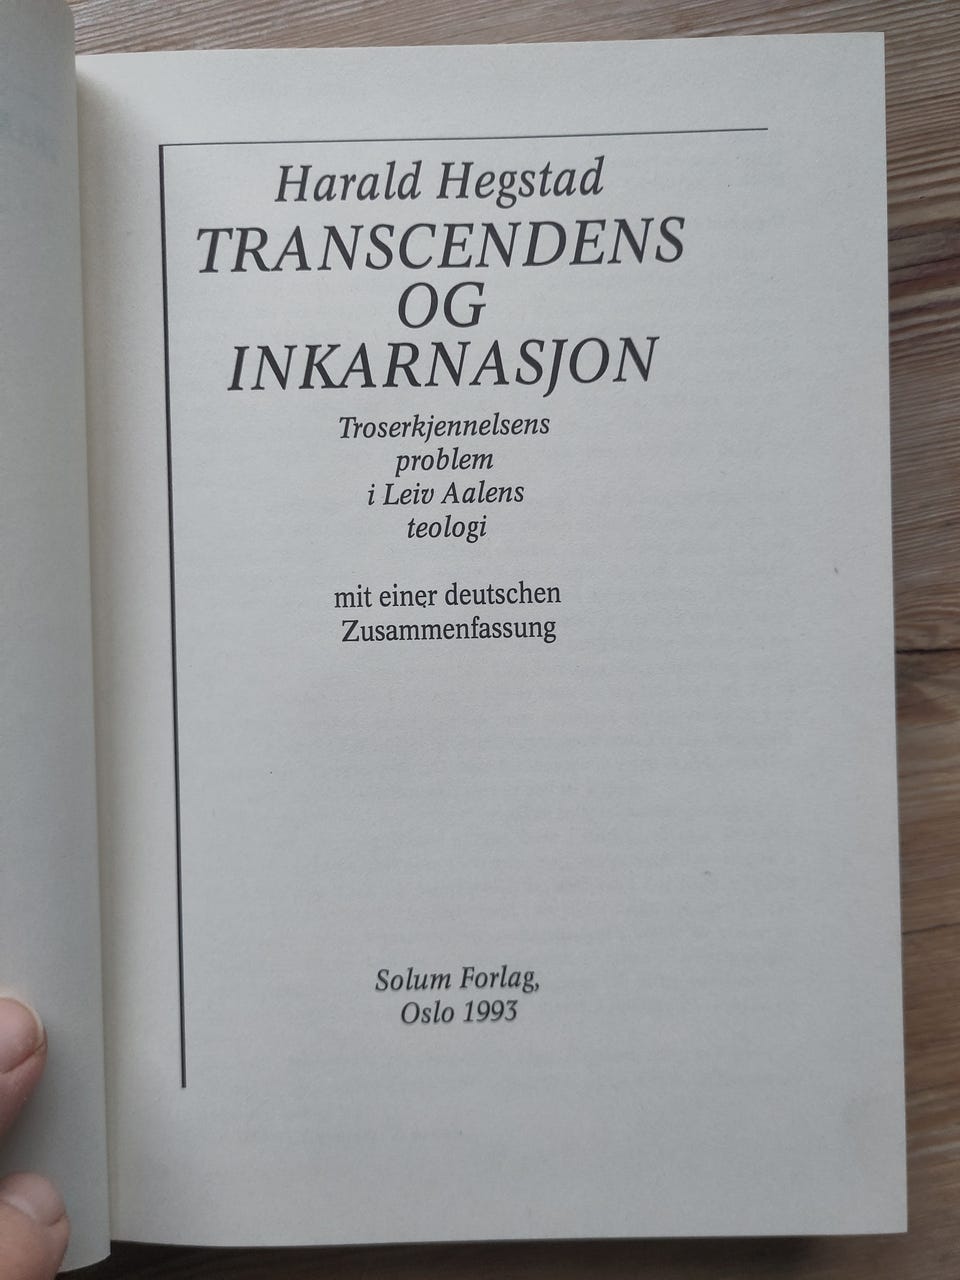 Harald Hegstad
TRANSCENDENS
OG
INKARNASJON
Troserkjennelsens
problem
i Leiv Aalens
teologi
mit einer deutschen
Zusammenfassung
Solum Forlag,
Oslo 1993